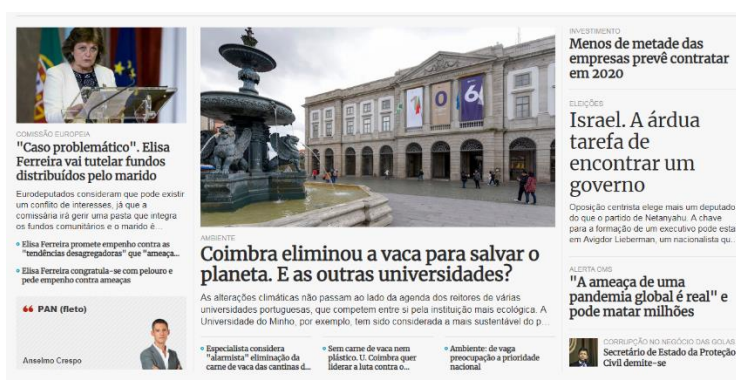 COMISSÃO EUROPEIA
"Caso problemático". Elisa
Ferreira vai tutelar fundos
distribuídos pelo marido
Eurodeputados consideram que pode existir
um conflito de interesses, já que a
comissária irá gerir uma pasta que integra
os fundos comunitários e o marido é...
Elisa Ferreira promete empenho contra as
"tendências desagregadoras" que "ameaça...
Elisa Ferreira congratula-se com pelouro e
pede empenho contra ameaças
PAN (fleto)
Anselmo Crespo
0 6
AMBIENTE
Coimbra eliminou a vaca para salvar o
planeta. E as outras universidades?
As alterações climáticas não passam ao lado da agenda dos reitores de várias
universidades portuguesas, que competem entre si pela instituição mais ecológica. A
Universidade do Minho, por exemplo, tem sido considerada a mais sustentável do p...
Especialista considera
"alarmista" eliminação da
carne de vaca das cantinas d...
Sem carne de vaca nem
plástico. U. Coimbra quer
liderar a luta contra o...
Ambiente: de vaga
preocupação a prioridade
nacional
INVESTIMENTO
Menos de metade das
empresas prevê contratar
em 2020
ELEIÇÕES
Israel. A árdua
tarefa de
encontrar um
governo
Oposição centrista elege mais um deputado
do que o partido de Netanyahu. A chave
para a formação de um executivo pode esta
em Avigdor Lieberman, um nacionalista qu...
ALERTA OMS
"A ameaça de uma
pandemia global é real" e
pode matar milhões
CORRUPÇÃO NO NEGÓCIO DAS GOLAS
Secretário de Estado da Proteção
Civil demite-se